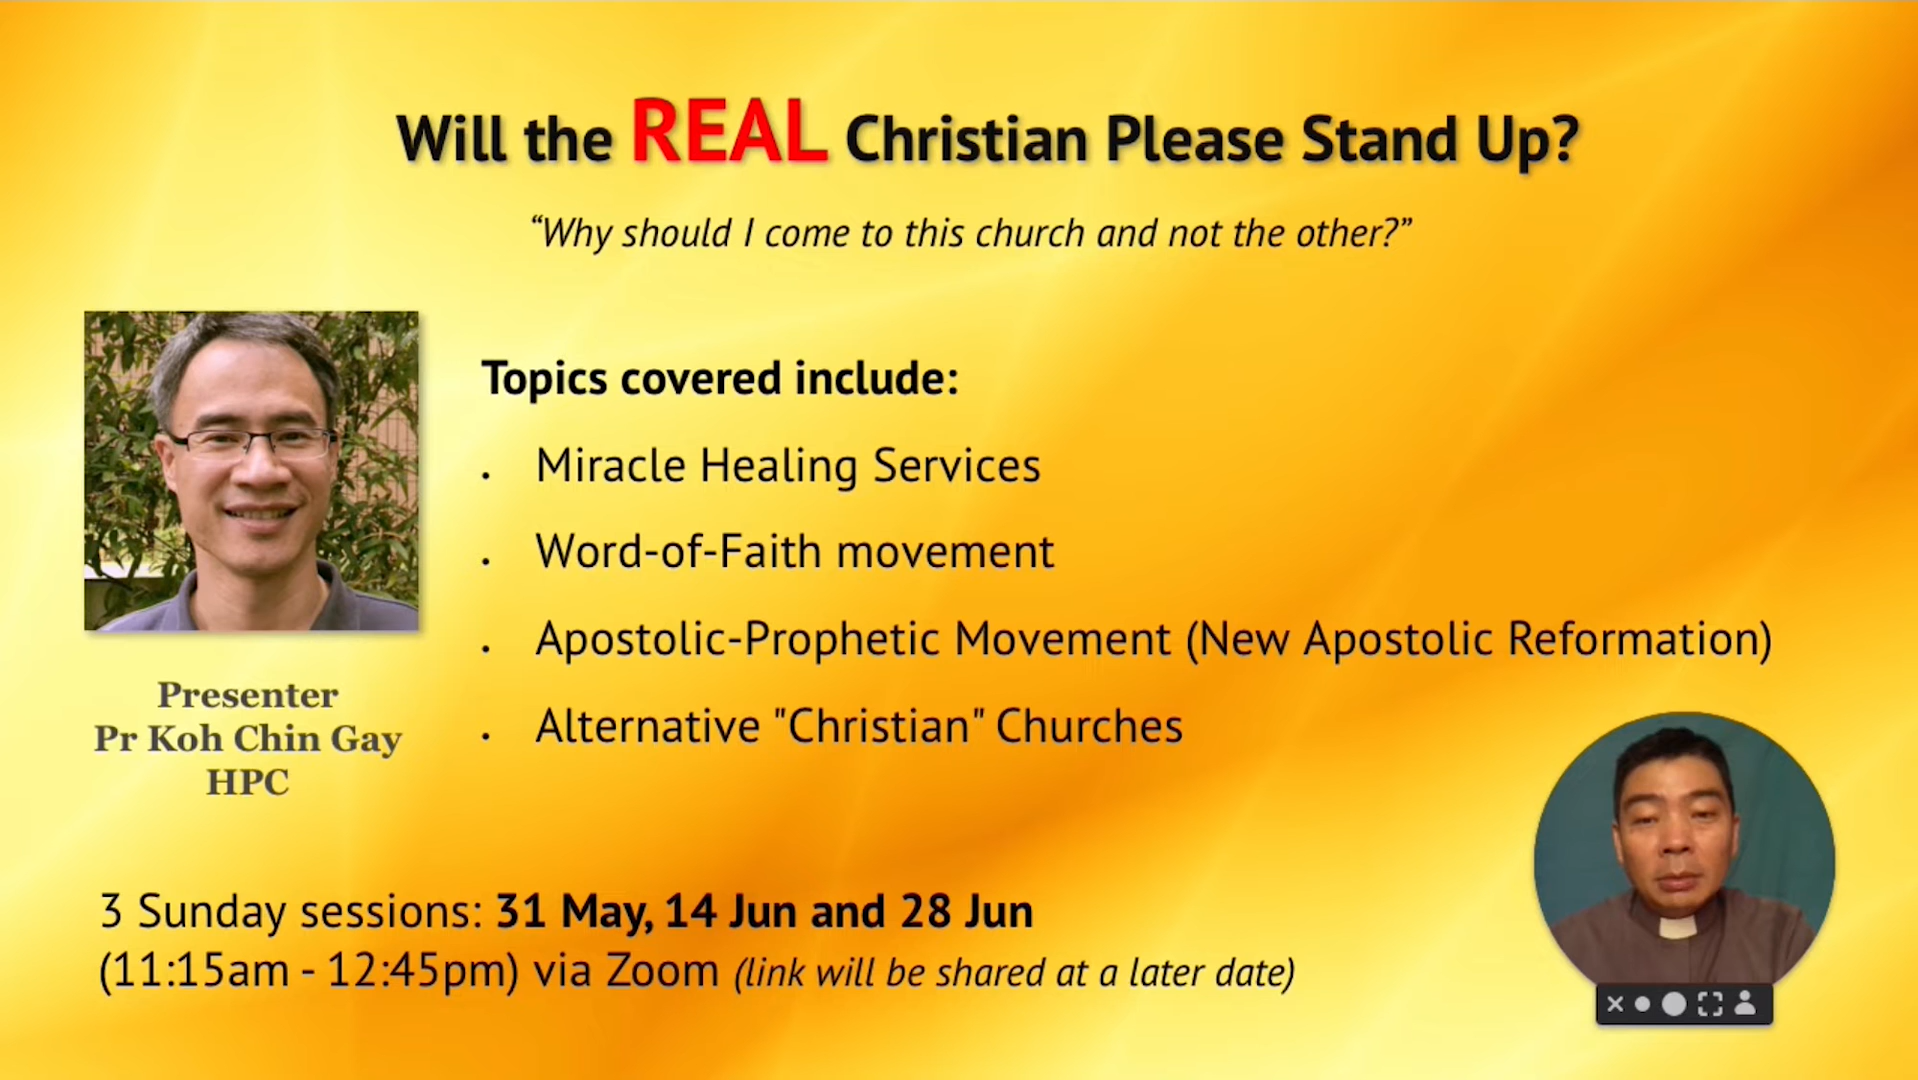 Will the REAL Christian Please Stand Up?
“Why should I come to this church and not the other?”
Topics covered include:
• Miracle Healing Services
• Word-of-Faith movement
• Apostolic-Prophetic Movement (New Apostolic Reformation)
• Alternative "Christian" Churches
Presenter
Pr Koh Chin Gay
HPC
3 Sunday sessions: 31 May, 14 Jun and 28 Jun
(11:15am - 12:45pm) via Zoom (link will be shared at a later date)